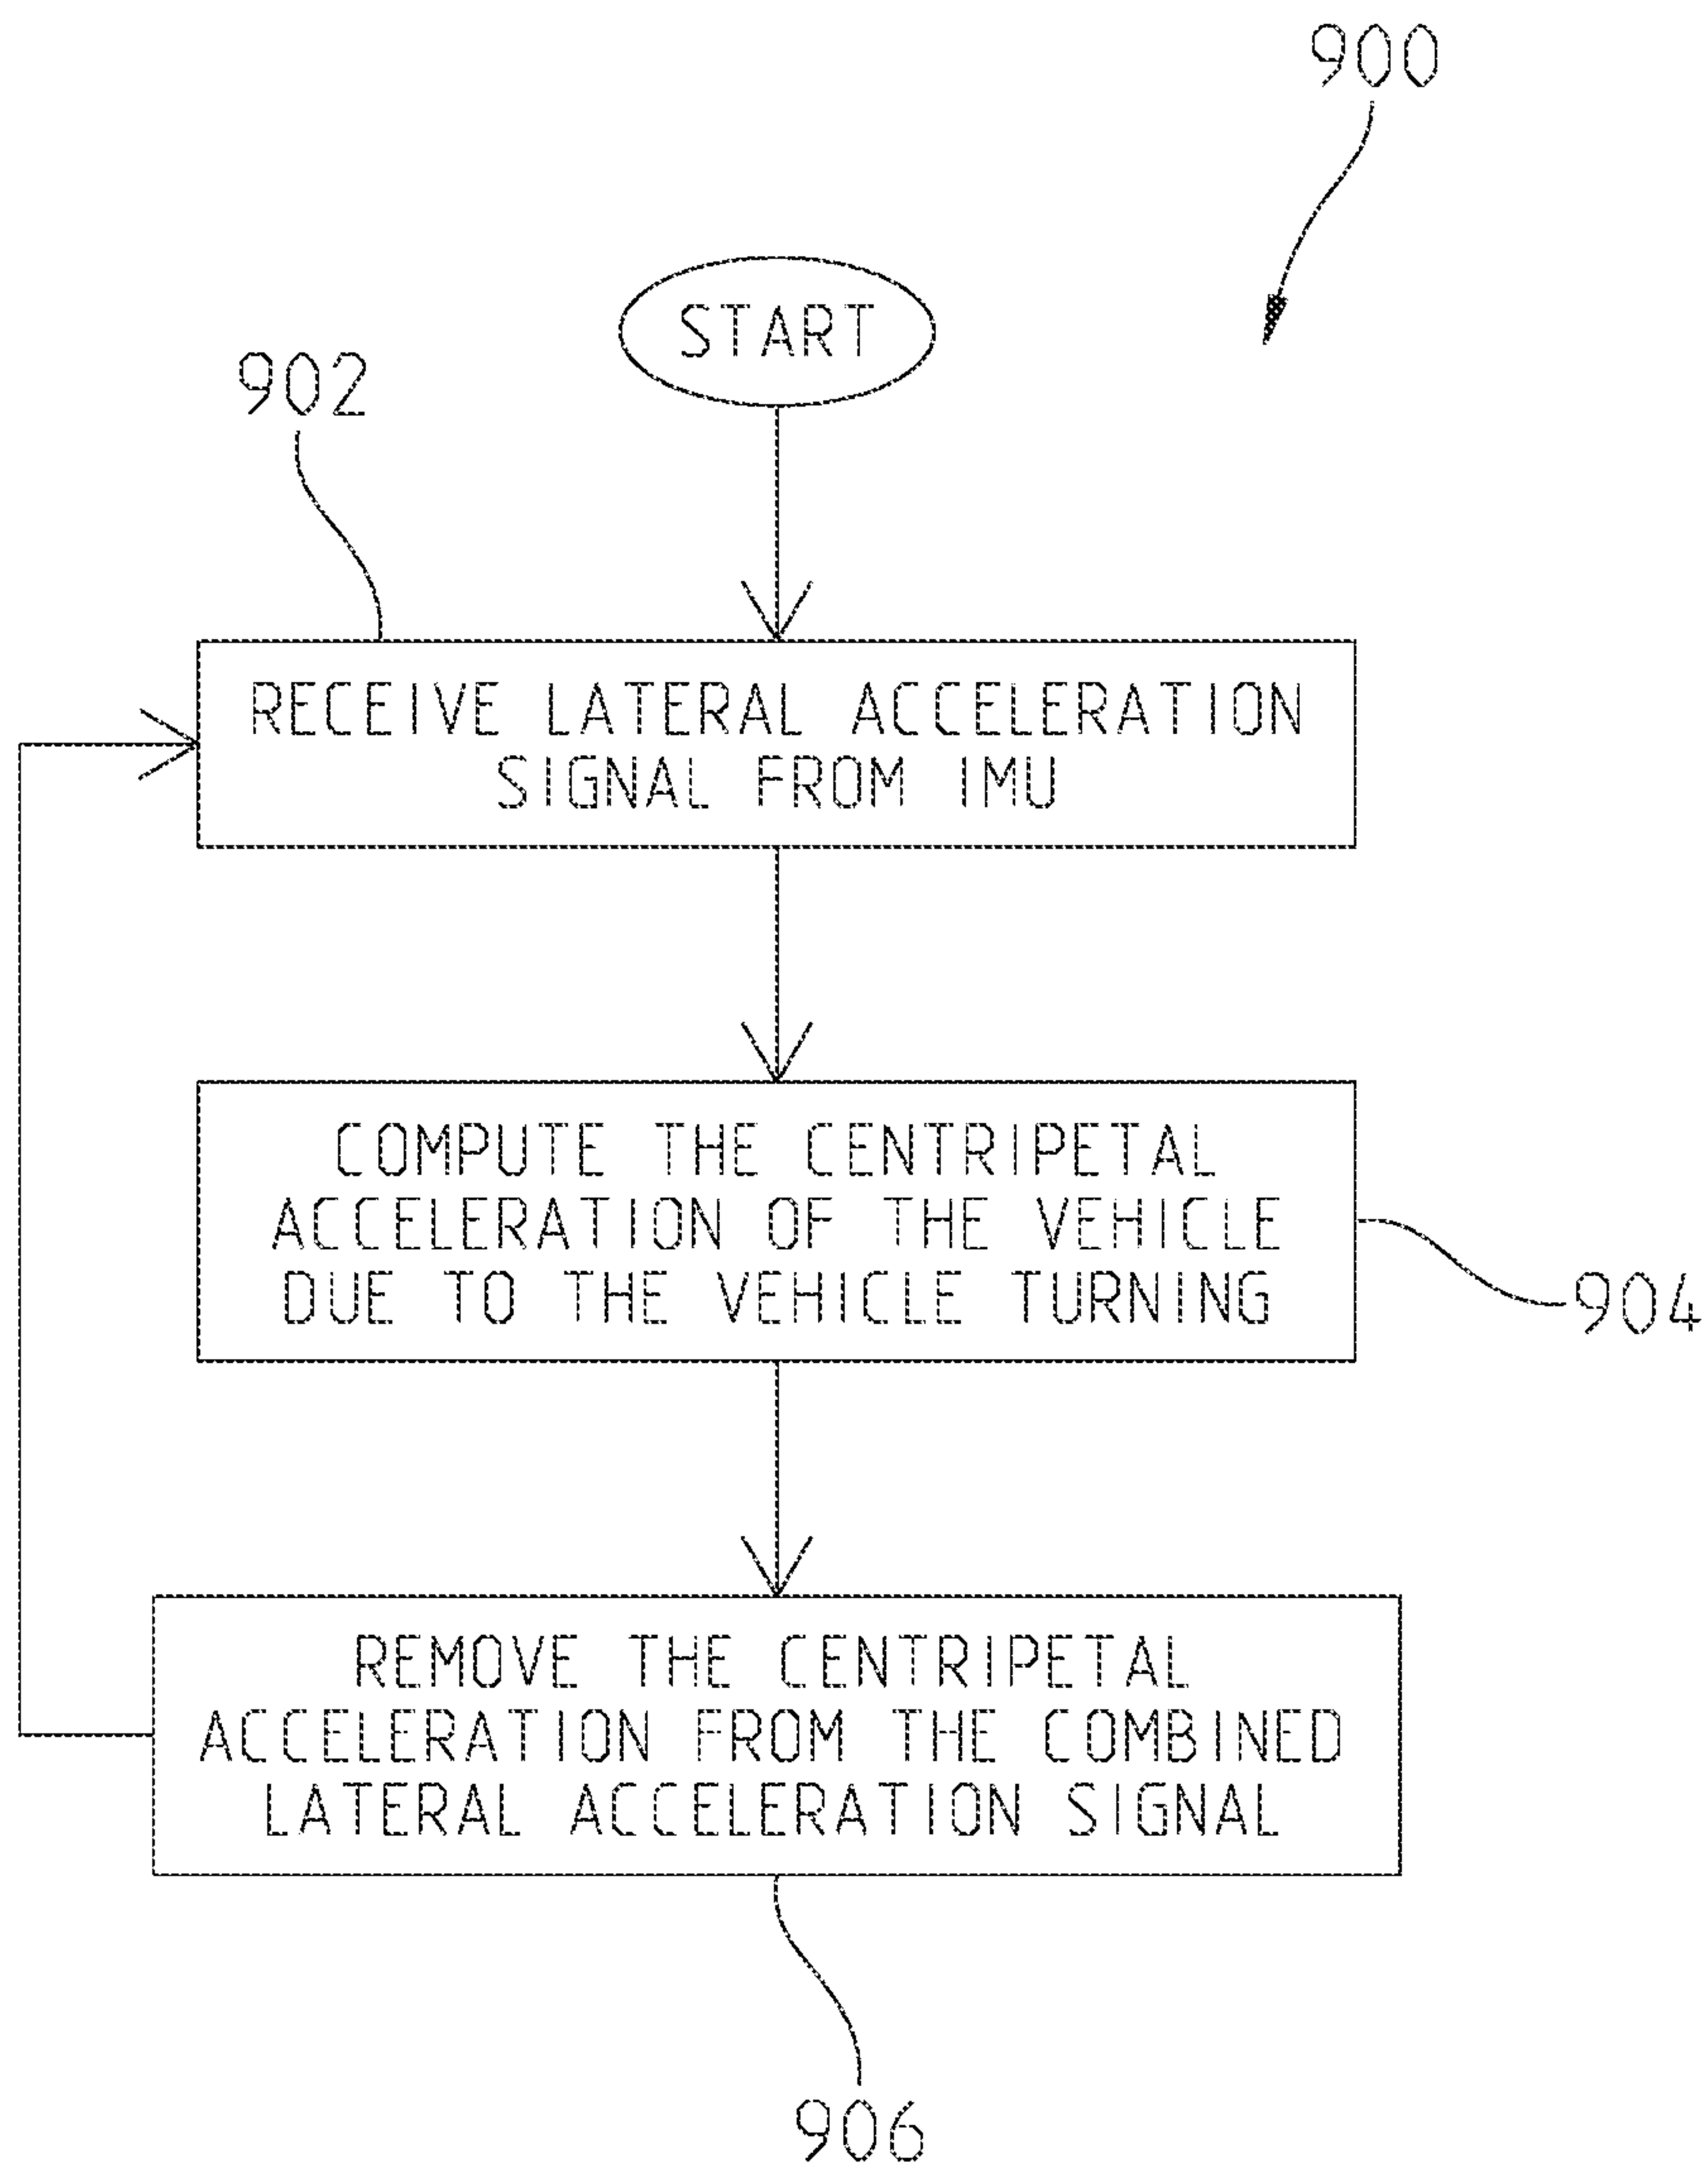 900
START
902
RECEIVE LATERAL ACCELERATION
SIGNAL FROM IMU
COMPUTE THE CENTRIPETAL
ACCELERATION OF THE VEHICLE
DUE TO THE VEHICLE TURNING
904
REMOVE THE CENTRIPETAL
ACCELERATION FROM THE COMBINED
LATERAL ACCELERATION SIGNAL
906